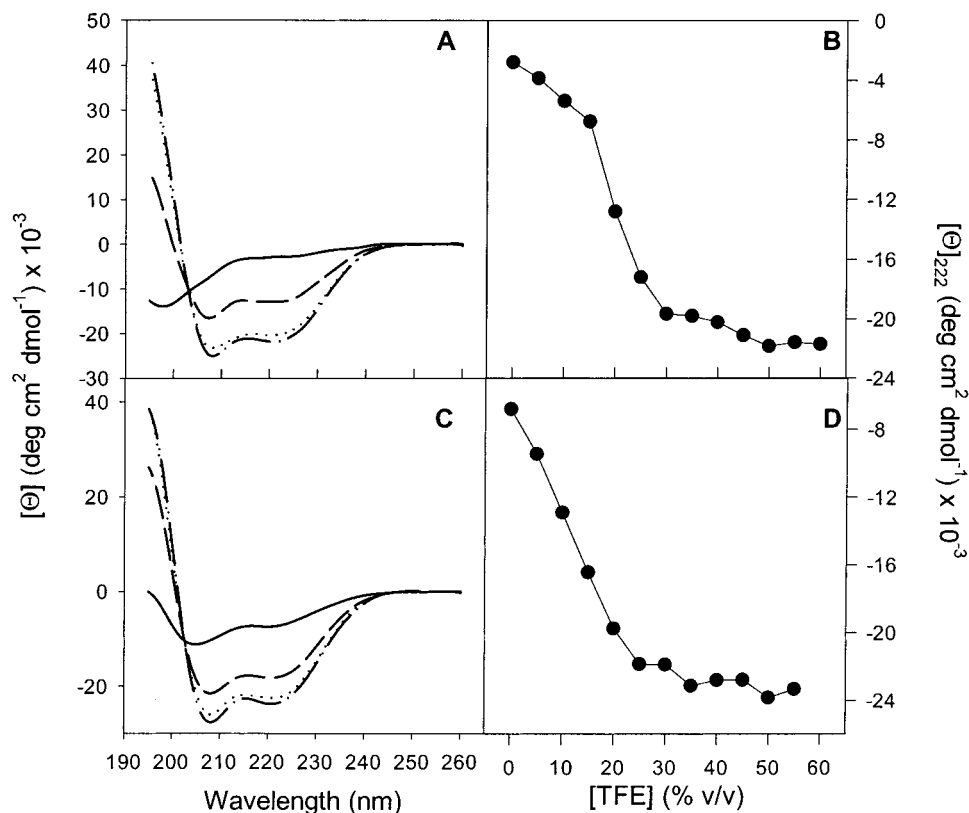 A
B
C
D
50
40
30
20
10
0
-10
-20
-30
40
20
0
-20
[Θ] (deg cm² dmol⁻¹) x 10⁻³
0
-4
-8
-12
-16
-20
-24
-8
-12
-16
-20
-24
[Θ]₂₂₂ (deg cm² dmol⁻¹) x 10⁻³
190 200 210 220 230 240 250 260
Wavelength (nm)
0 10 20 30 40 50 60
[TFE] (% v/v)